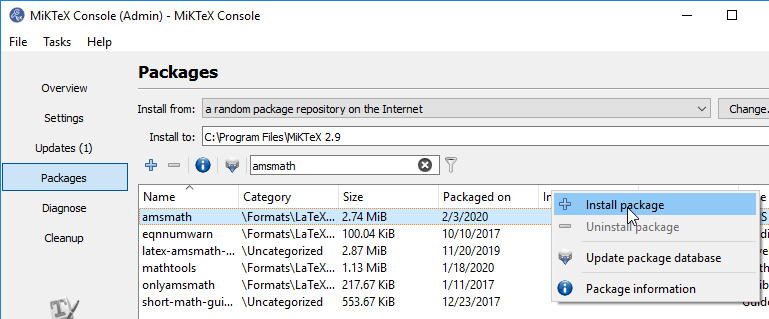 MiKTeX Console (Admin) - MiKTeX Console
File Tasks Help
Overview
Settings
Updates (1)
Packages
Diagnose
Cleanup
Packages
Install from: a random package repository on the Internet Change.
Install to: C:\Program Files\MiKTeX 2.9
amsmath
Name Category Size Packaged on
amsmath \Formats\LaTeX... 2.74 MiB 2/3/2020
eqnnumwarn \Formats\LaTeX... 100.04 KiB 10/10/2017
latex-amsmath-... \Uncategorized 2.87 MiB 11/20/2019
mathtools \Formats\LaTeX... 1.13 MiB 1/18/2020
onlyamsmath \Formats\LaTeX... 217.67 KiB 1/11/2017
short-math-gui... \Uncategorized 553.67 KiB 12/23/2017
Install package
Uninstall package
Update package database
Package information